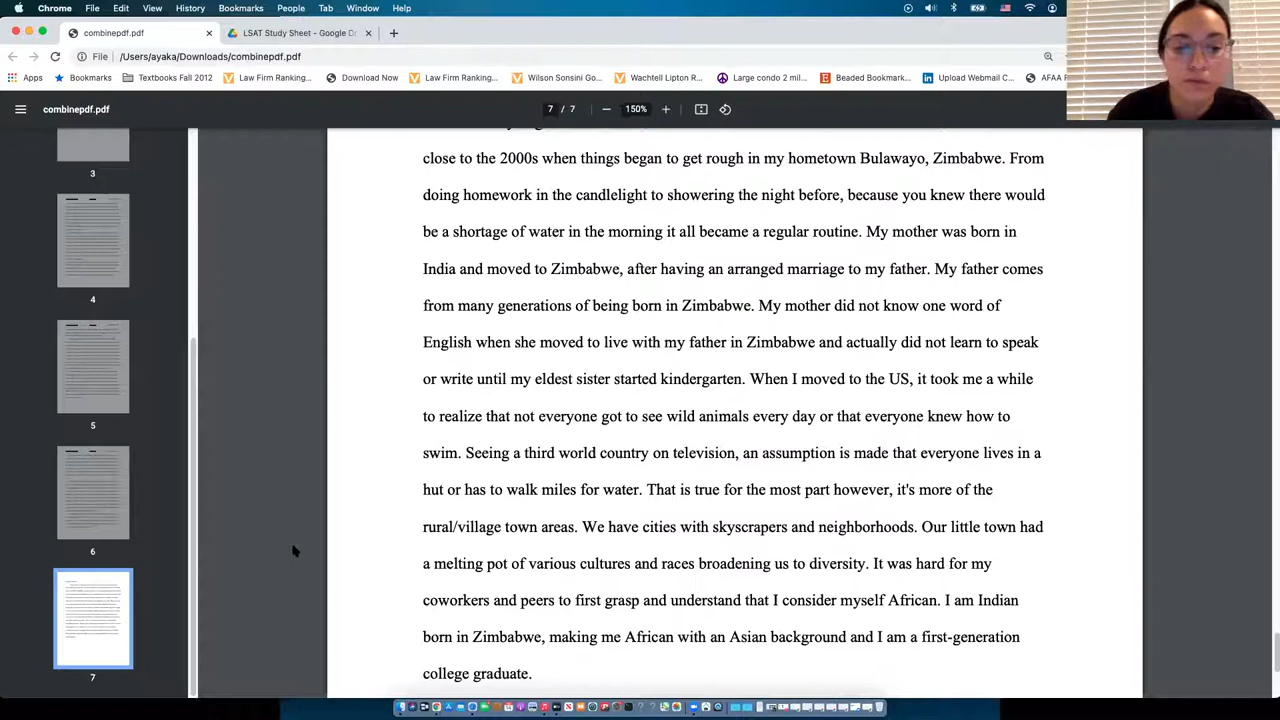 Chrome File Edit View History Bookmarks People Tab Window Help
combinepdf.pdf × LSAT Study Sheet - Google D × +
File | /Users/ayaka/Downloads/combinepdf.pdf
Apps Bookmarks Textbooks Fall 2012 Law Firm Ranking... Download Law Firm Ranking... William Orsini Go... Wachtell Lipton R... Large condo 2 mil... Beaded Bookmark... Upload Webmail C... AFAA F
combinepdf.pdf 7 / 7 150%
close to the 2000s when things began to get rough in my hometown Bulawayo, Zimbabwe. From
doing homework in the candlelight to showering the night before, because you knew there would
be a shortage of water in the morning it all became a regular routine. My mother was born in
India and moved to Zimbabwe, after having an arranged marriage to my father. My father comes
from many generations of being born in Zimbabwe. My mother did not know one word of
English when she moved to live with my father in Zimbabwe and actually did not learn to speak
or write until my eldest sister started kindergarten. When I moved to the US, it took me a while
to realize that not everyone got to see wild animals every day or that everyone knew how to
swim. Seeing a third world country on television, an assumption is made that everyone lives in a
hut or has to walk miles for water. That is true for the most part however, it's more of the
rural/village town areas. We have cities with skyscrapers and neighborhoods. Our little town had
a melting pot of various cultures and races broadening us to diversity. It was hard for my
coworkers and peers to first grasp and understand that I consider myself African. I am Indian
born in Zimbabwe, making me African with an Asian background and I am a first-generation
college graduate.
3
4
5
6
7